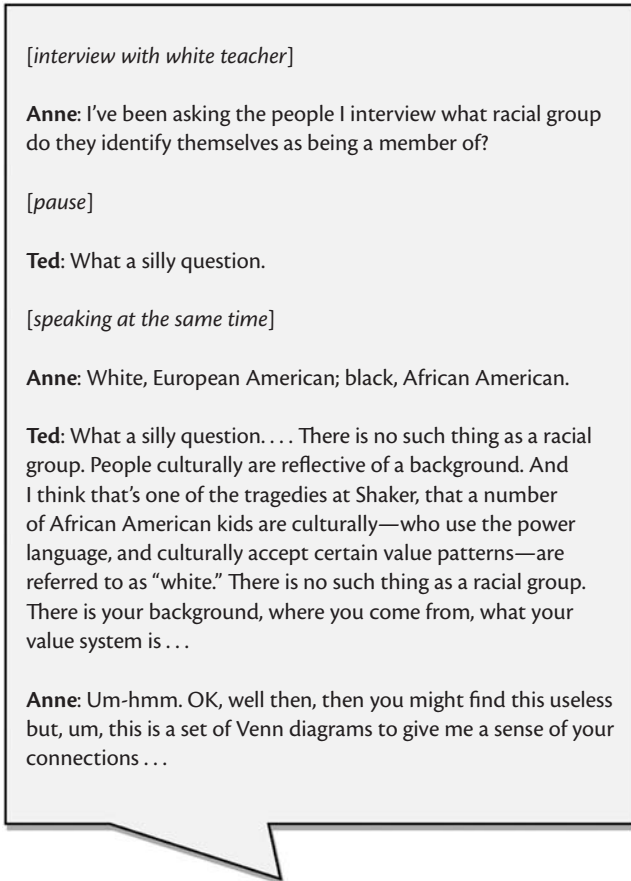 [interview with white teacher]
Anne: I've been asking the people I interview what racial group
do they identify themselves as being a member of?
[pause]
Ted: What a silly question.
[speaking at the same time]
Anne: White, European American; black, African American.
Ted: What a silly question. . . . There is no such thing as a racial
group. People culturally are reflective of a background. And
I think that's one of the tragedies at Shaker, that a number
of African American kids are culturally—who use the power
language, and culturally accept certain value patterns—are
referred to as “white.” There is no such thing as a racial group.
There is your background, where you come from, what your
value system is . . .
Anne: Um-hmm. OK, well then, then you might find this useless
but, um, this is a set of Venn diagrams to give me a sense of your
connections . . .